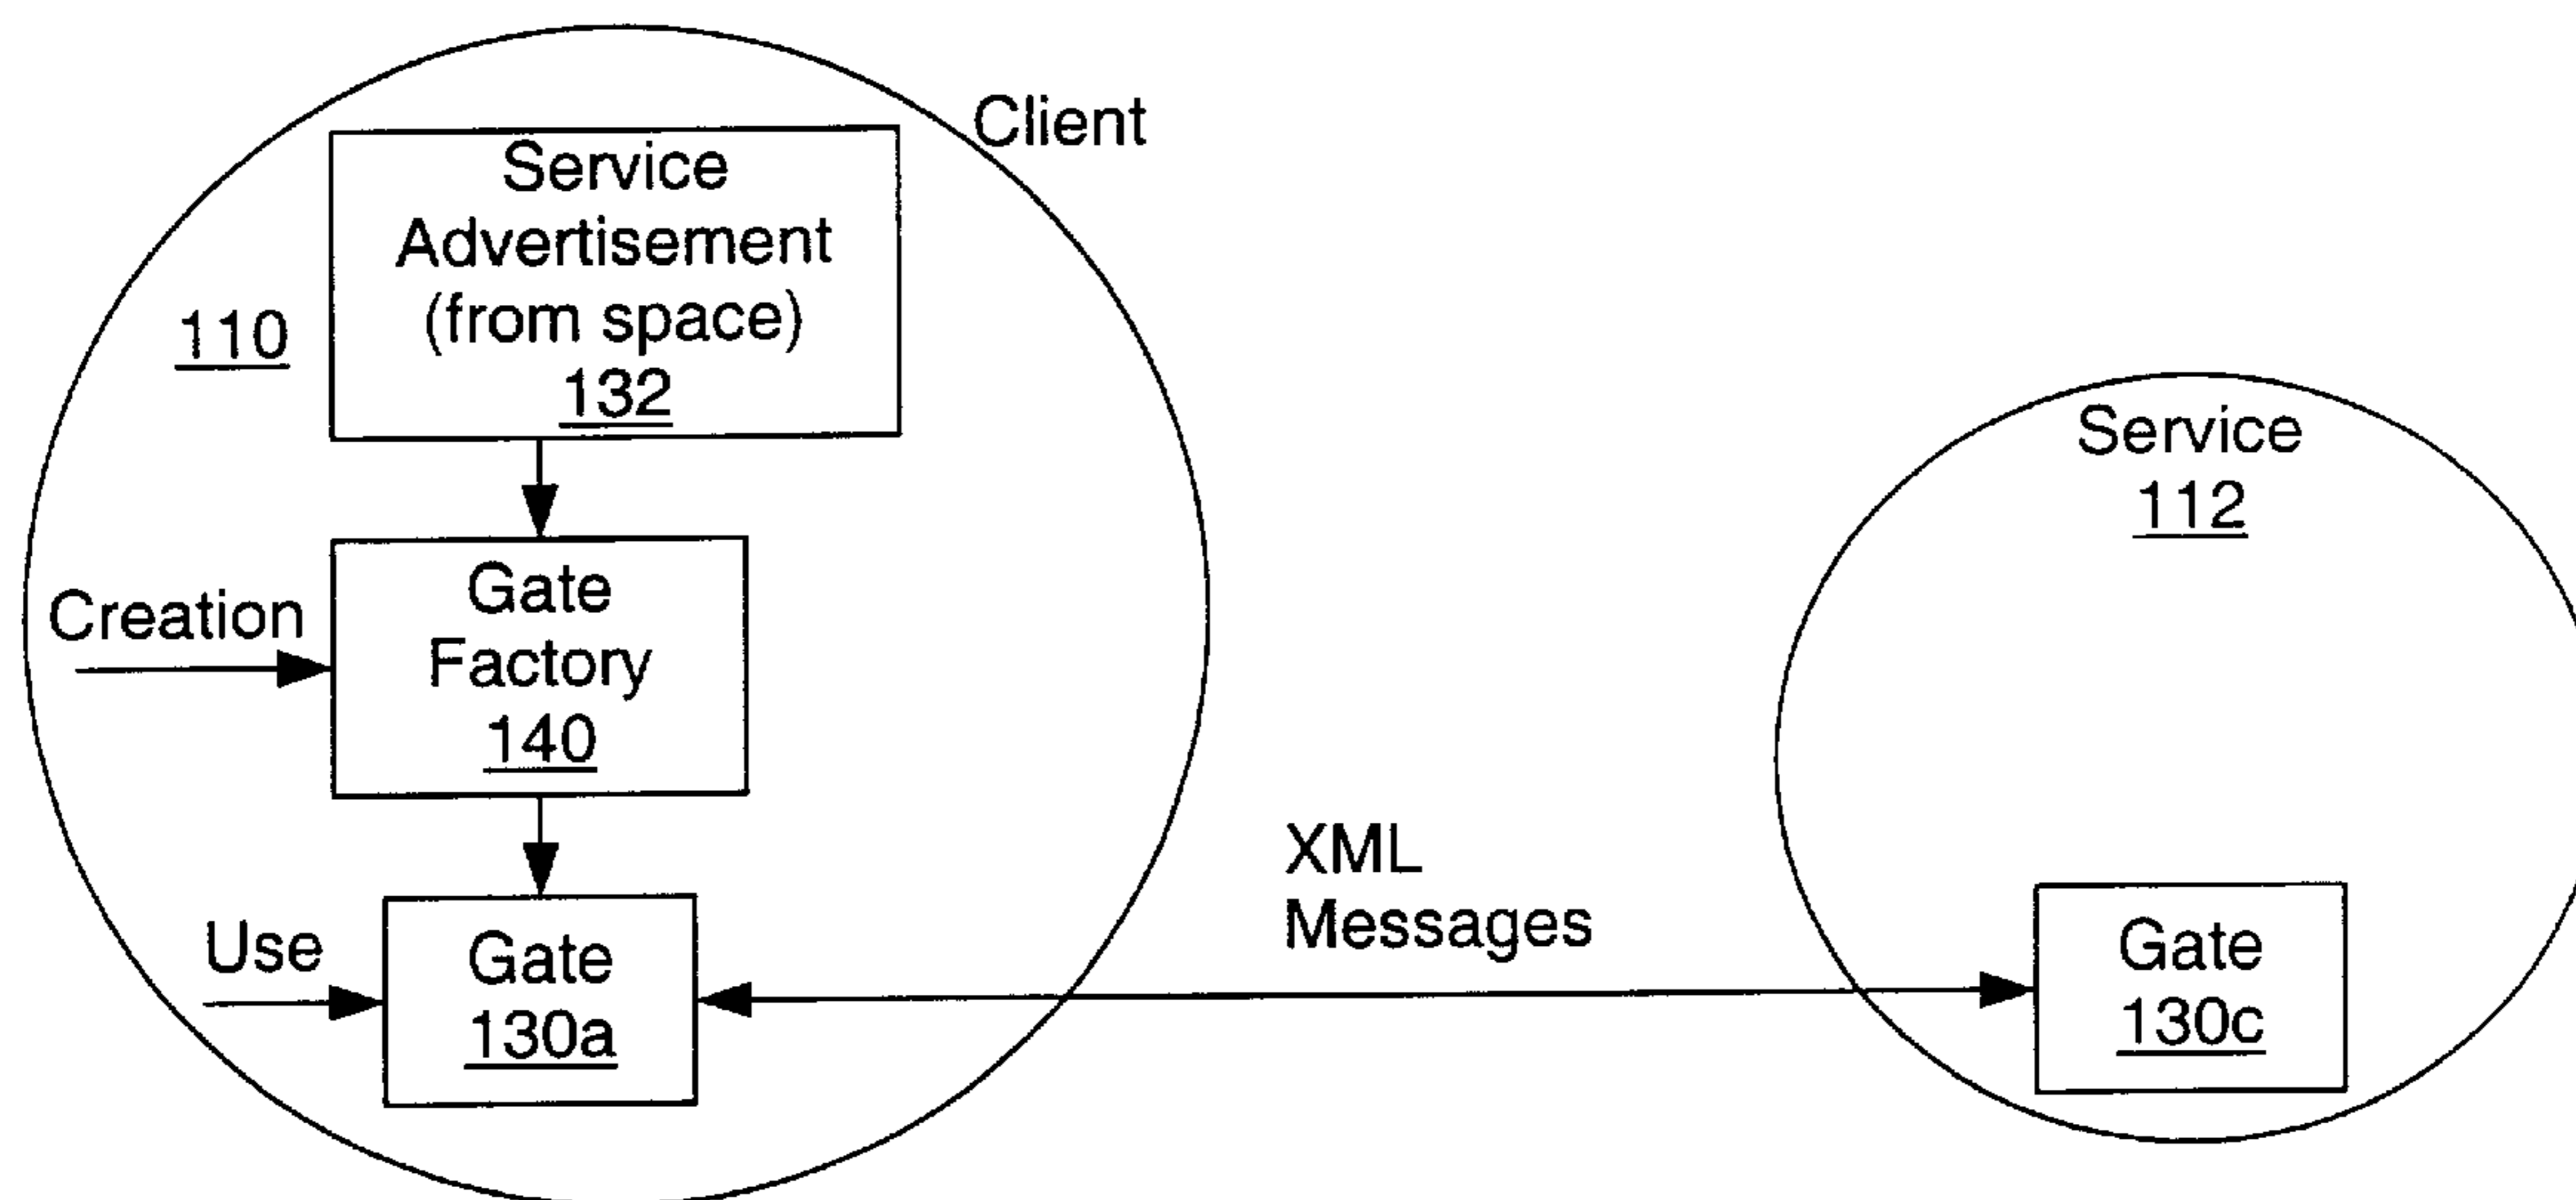 Client
Service
Advertisement
(from space)
132
110
Creation
Gate
Factory
140
Use
Gate
130a
XML
Messages
Service
112
Gate
130c